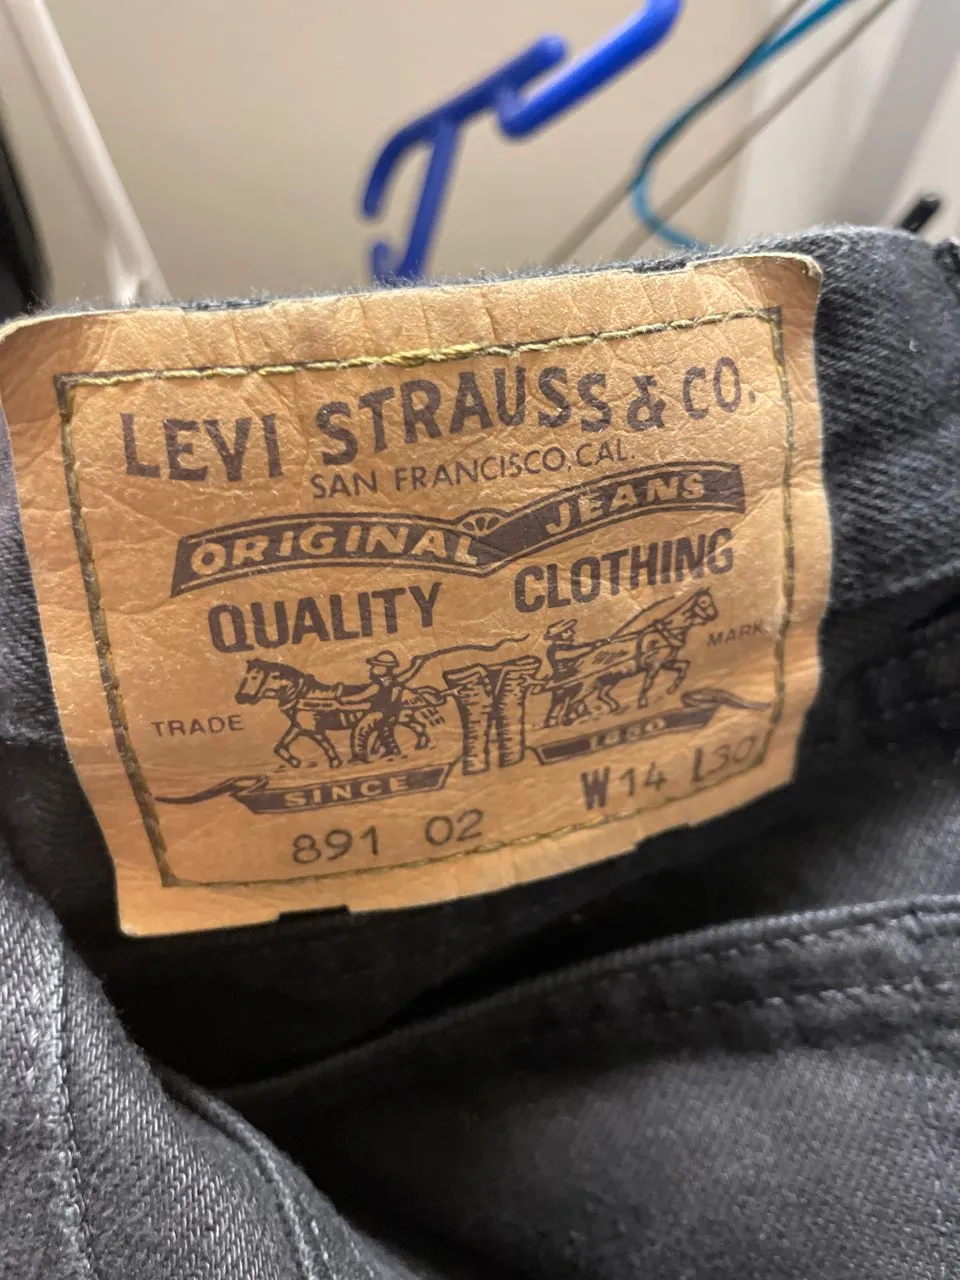 LEVI STRAUSS & CO.
SAN FRANCISCO, CAL.
ORIGINAL JEANS
QUALITY CLOTHING
TRADE MARK
SINCE 1850
891 02 W14 L30